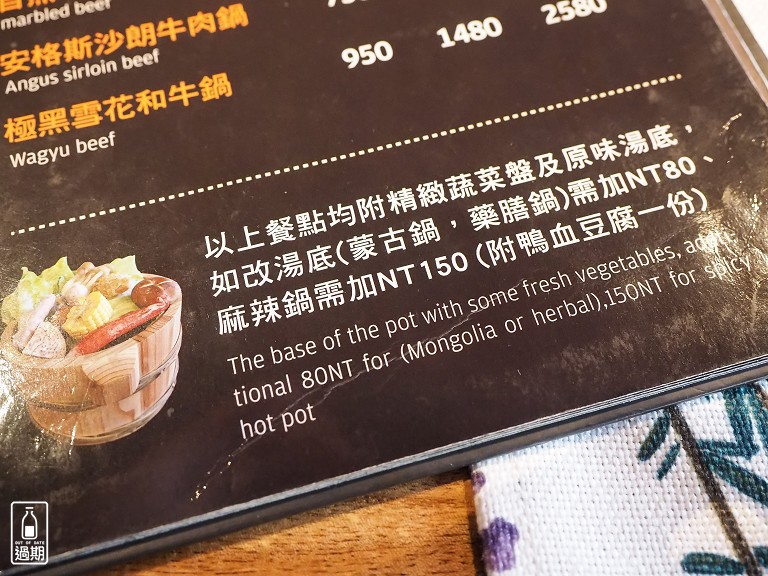 marbled beef
安格斯沙朗牛肉鍋
Angus sirloin beef
極黑雪花和牛鍋
Wagyu beef
950 1480 2580
以上餐點均附精緻蔬菜盤及原味湯底，
如改湯底(蒙古鍋，藥膳鍋)需加NT80、
麻辣鍋需加NT150 (附鴨血豆腐一份)
The base of the pot with some fresh vegetables, addi-
tional 80NT for (Mongolia or herbal),150NT for spicy
hot pot
OUT OF DATE
過期